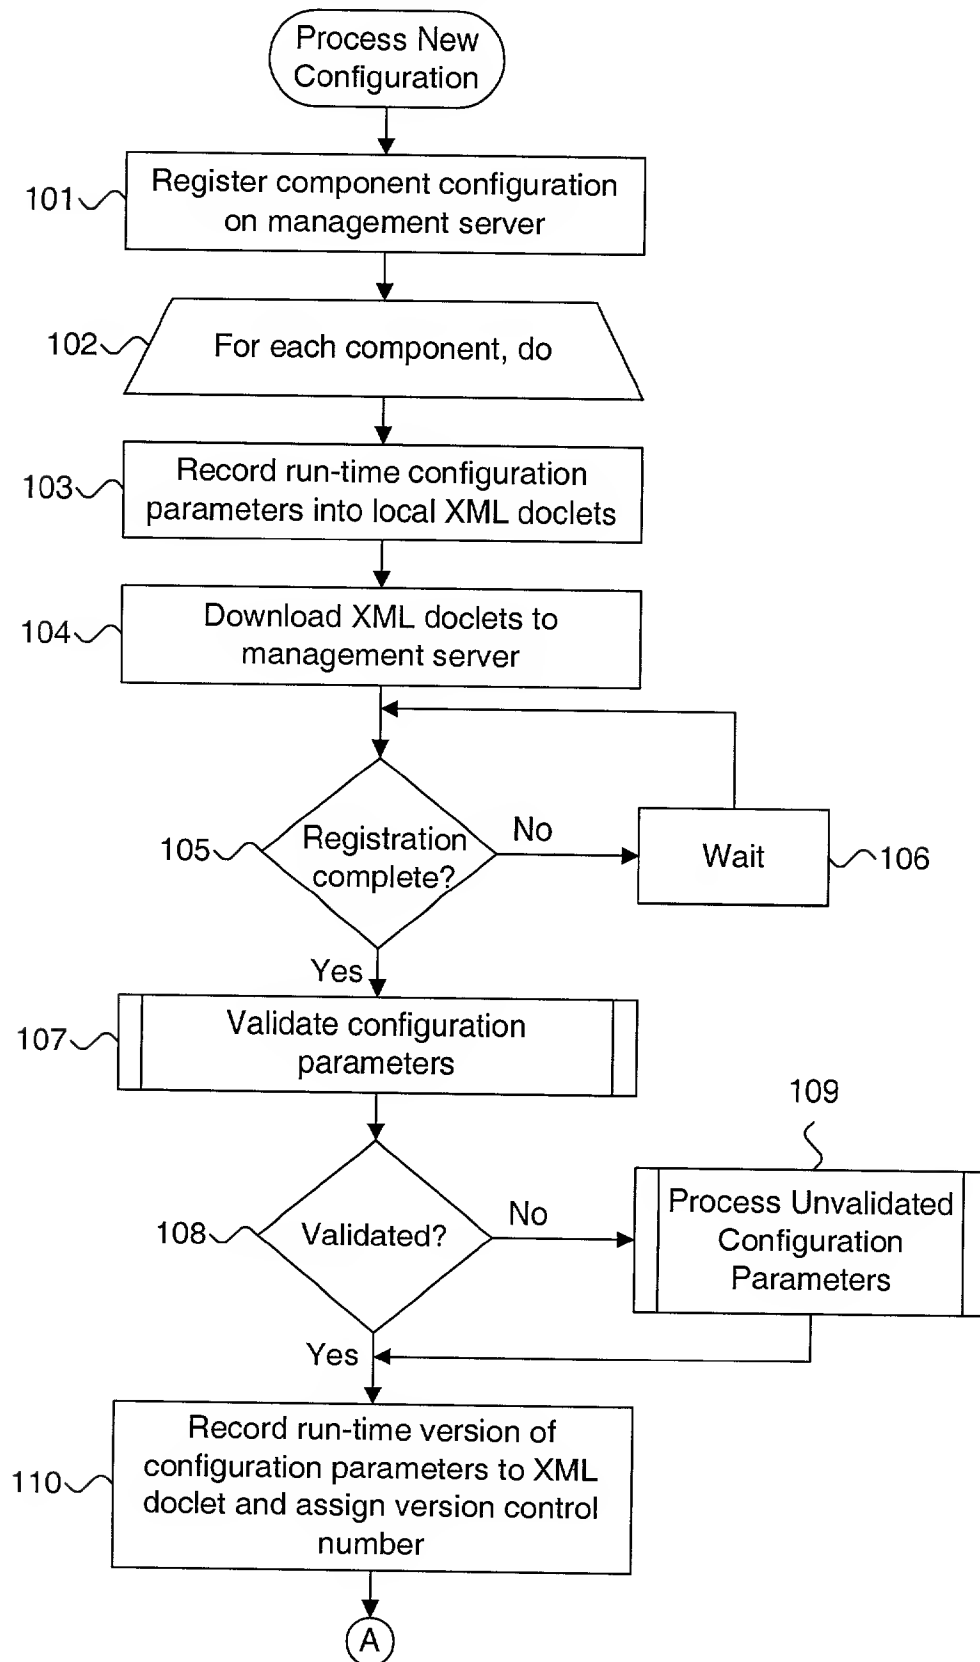 Process New
Configuration
101
Register component configuration
on management server
102
For each component, do
103
Record run-time configuration
parameters into local XML doclets
104
Download XML doclets to
management server
105
Registration
complete?
No
Wait
106
Yes
107
Validate configuration
parameters
109
108
Validated?
No
Process Unvalidated
Configuration
Parameters
Yes
110
Record run-time version of
configuration parameters to XML
doclet and assign version control
number
A